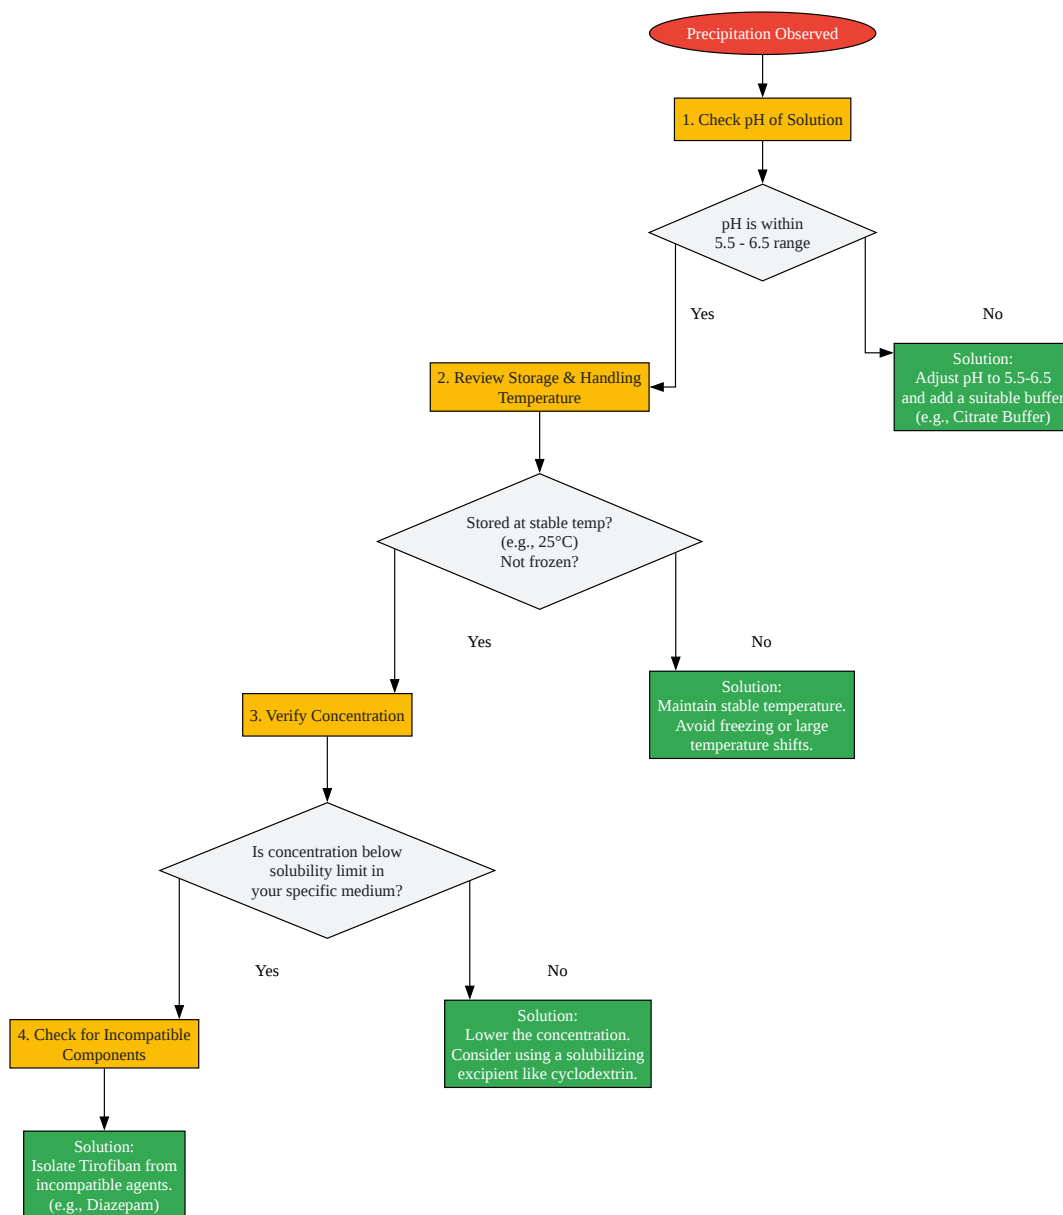 Precipitation Observed
1. Check pH of Solution
pH is within
5.5 - 6.5 range
Yes
No
Solution:
Adjust pH to 5.5-6.5
and add a suitable buffer
(e.g., Citrate Buffer)
2. Review Storage & Handling
Temperature
Stored at stable temp?
(e.g., 25°C)
Not frozen?
Yes
No
Solution:
Maintain stable temperature.
Avoid freezing or large
temperature shifts.
3. Verify Concentration
Is concentration below
solubility limit in
your specific medium?
Yes
No
Solution:
Lower the concentration.
Consider using a solubilizing
excipient like cyclodextrin.
4. Check for Incompatible
Components
Solution:
Isolate Tirofiban from
incompatible agents.
(e.g., Diazepam)